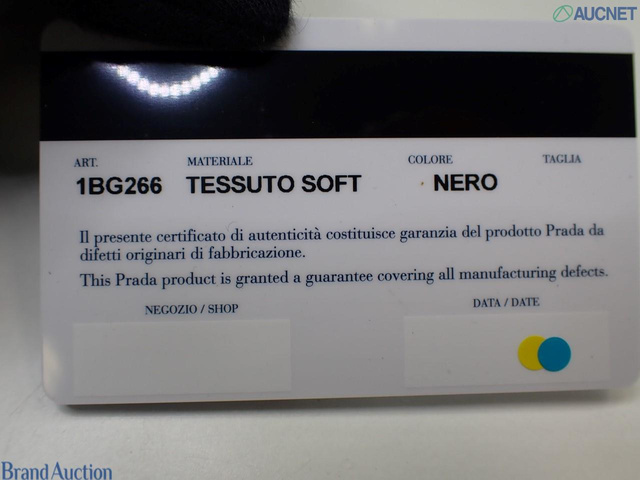 AUCNET
ART. MATERIALE COLORE TAGLIA
1BG266 TESSUTO SOFT NERO
Il presente certificato di autenticità costituisce garanzia del prodotto Prada da
difetti originari di fabbricazione.
This Prada product is granted a guarantee covering all manufacturing defects.
NEGOZIO / SHOP DATA / DATE
Brand Auction